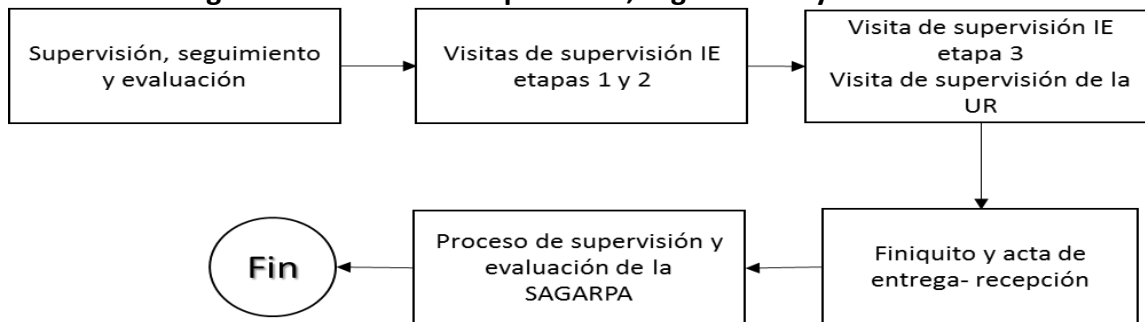 Supervisión, seguimiento
y evaluación
Visitas de supervisión IE
etapas 1 y 2
Visita de supervisión IE
etapa 3
Visita de supervisión de la
UR
Finiquito y acta de
entrega- recepción
Proceso de supervisión y
evaluación de la
SAGARPA
Fin